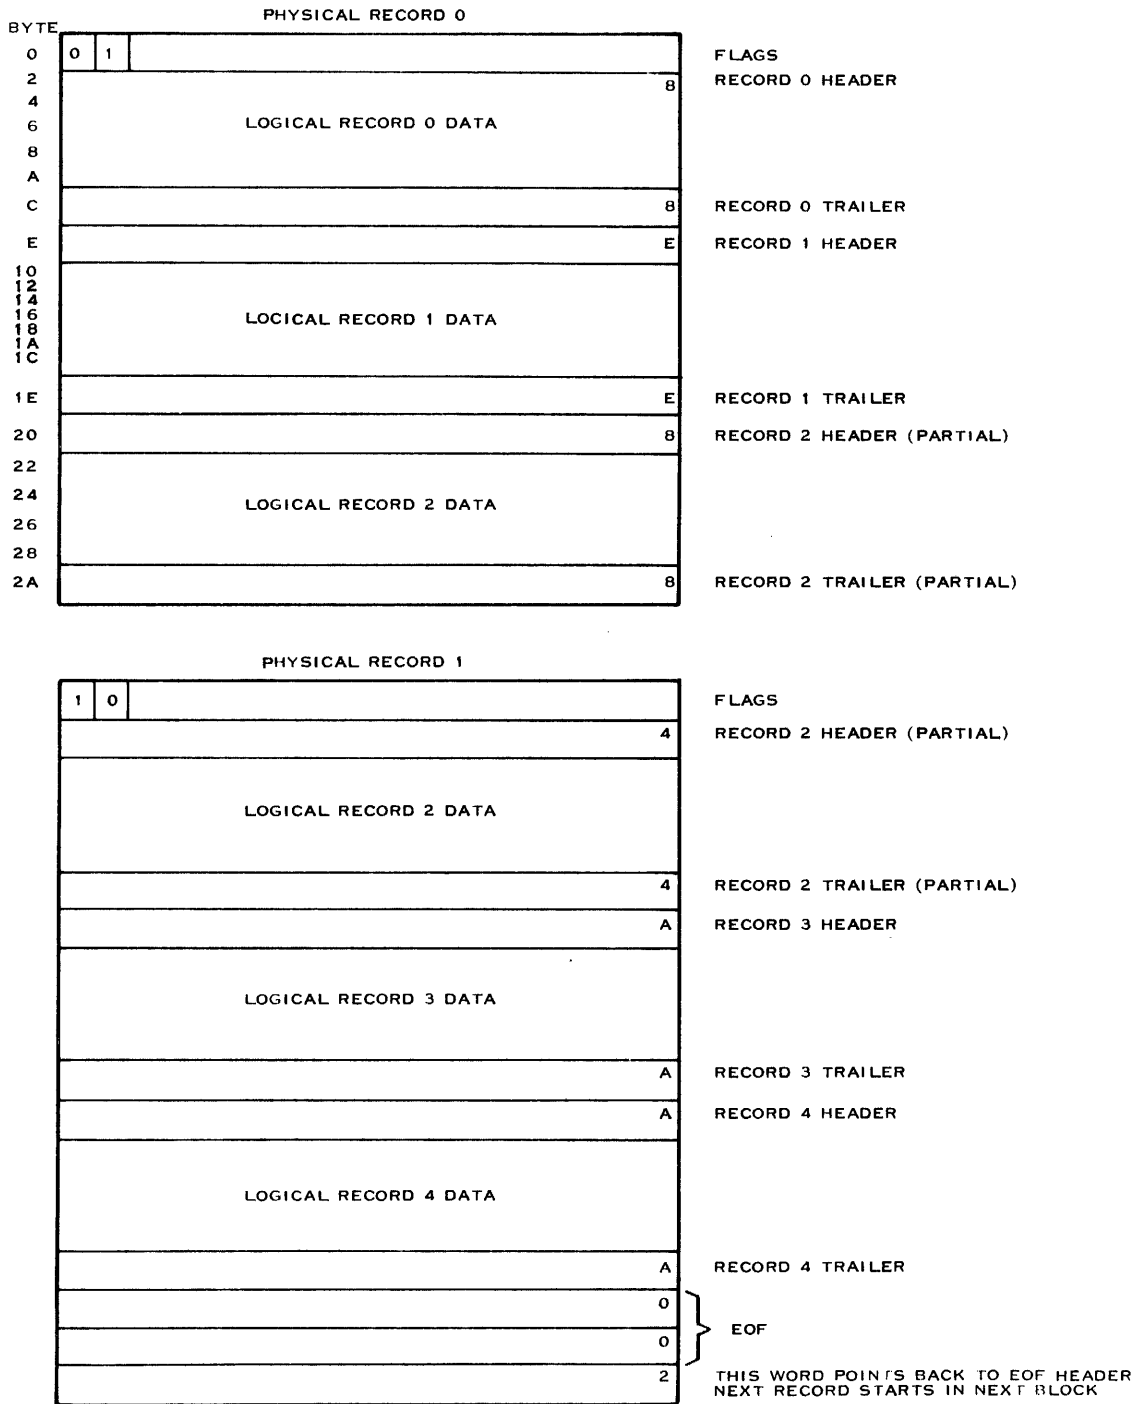 PHYSICAL RECORD 0
BYTE
0 0 1 FLAGS
2 8 RECORD 0 HEADER
4
6 LOGICAL RECORD 0 DATA
8
A
C 8 RECORD 0 TRAILER
E E RECORD 1 HEADER
10
12
14
16 LOCICAL RECORD 1 DATA
18
1A
1C
1E E RECORD 1 TRAILER
20 8 RECORD 2 HEADER (PARTIAL)
22
24 LOGICAL RECORD 2 DATA
26
28
2A 8 RECORD 2 TRAILER (PARTIAL)
PHYSICAL RECORD 1
1 0 FLAGS
4 RECORD 2 HEADER (PARTIAL)
LOGICAL RECORD 2 DATA
4 RECORD 2 TRAILER (PARTIAL)
A RECORD 3 HEADER
LOGICAL RECORD 3 DATA
A RECORD 3 TRAILER
A RECORD 4 HEADER
LOGICAL RECORD 4 DATA
A RECORD 4 TRAILER
0
EOF
0
2 THIS WORD POINTS BACK TO EOF HEADER
NEXT RECORD STARTS IN NEXT BLOCK